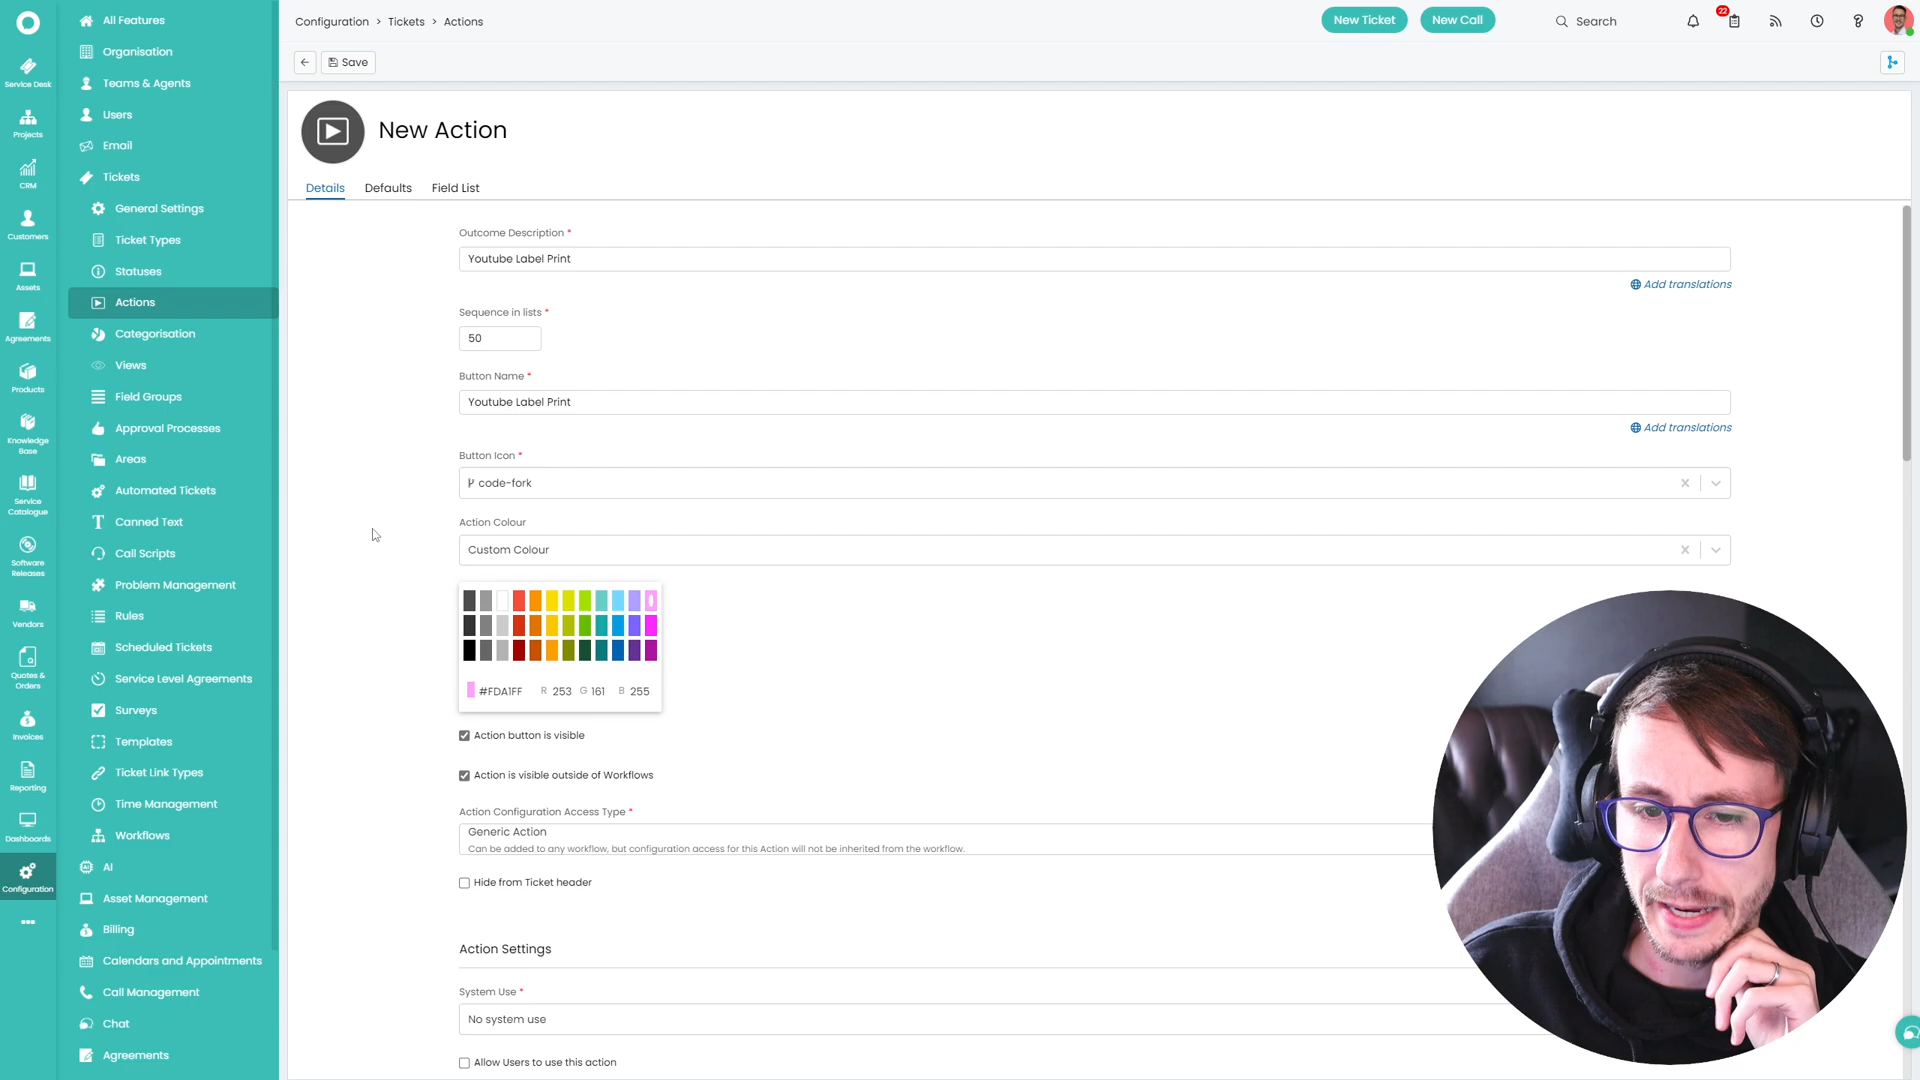 Configuration > Tickets > Actions
New Ticket
New Call
Search
22
Save
Service Desk
Projects
CRM
Customers
Assets
Agreements
Products
Knowledge
Base
Service
Catalogue
Software
Releases
Vendors
Quotes &
Orders
Invoices
Reporting
Dashboards
Configuration
All Features
Organisation
Teams & Agents
Users
Email
Tickets
General Settings
Ticket Types
Statuses
Actions
Categorisation
Views
Field Groups
Approval Processes
Areas
Automated Tickets
Canned Text
Call Scripts
Problem Management
Rules
Scheduled Tickets
Service Level Agreements
Surveys
Templates
Ticket Link Types
Time Management
Workflows
AI
Asset Management
Billing
Calendars and Appointments
Call Management
Chat
Agreements
New Action
Details Defaults Field List
Outcome Description *
Youtube Label Print
Add translations
Sequence in lists *
50
Button Name *
Youtube Label Print
Add translations
Button Icon *
code-fork
Action Colour
Custom Colour
#FDA1FF R 253 G 161 B 255
Action button is visible
Action is visible outside of Workflows
Action Configuration Access Type *
Generic Action
Can be added to any workflow, but configuration access for this Action will not be inherited from the workflow.
Hide from Ticket header
Action Settings
System Use *
No system use
Allow Users to use this action